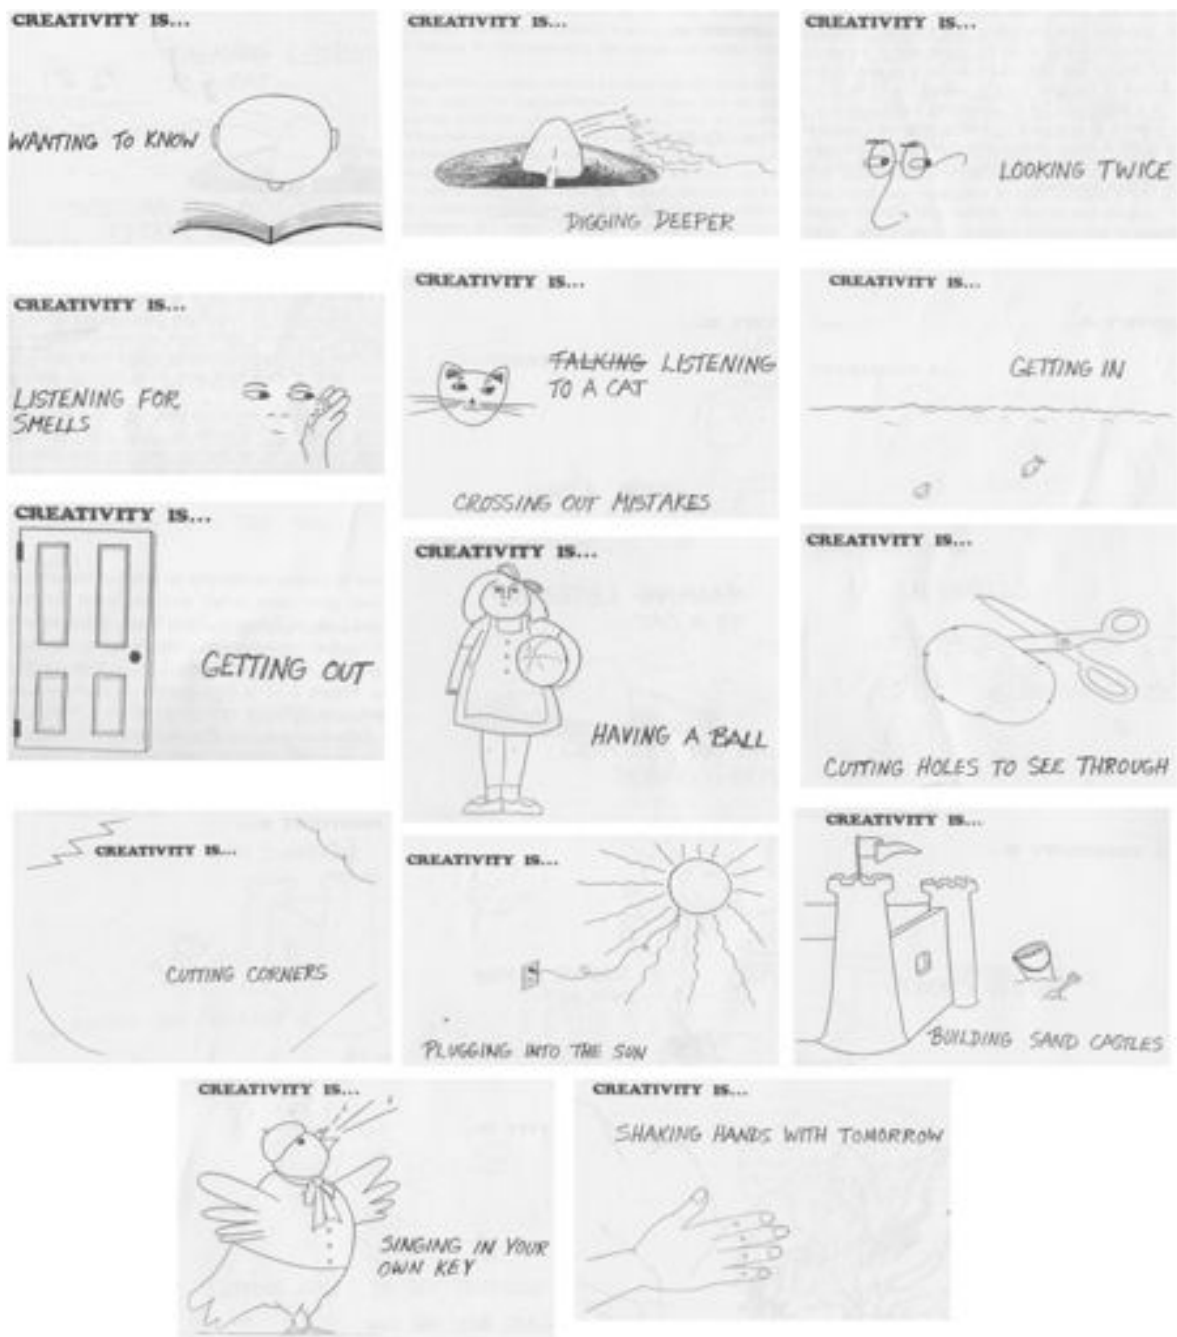 CREATIVITY IS...
WANTING TO KNOW
CREATIVITY IS...
DIGGING DEEPER
CREATIVITY IS...
LOOKING TWICE
CREATIVITY IS...
LISTENING FOR
SMELLS
CREATIVITY IS...
TALKING LISTENING
TO A CAT
CROSSING OUT MISTAKES
CREATIVITY IS...
GETTING IN
CREATIVITY IS...
GETTING OUT
CREATIVITY IS...
HAVING A BALL
CREATIVITY IS...
CUTTING HOLES TO SEE THROUGH
CREATIVITY IS...
CUTTING CORNERS
CREATIVITY IS...
PLUGGING INTO THE SUN
CREATIVITY IS...
BUILDING SAND CASTLES
CREATIVITY IS...
SINGING IN YOUR
OWN KEY
CREATIVITY IS...
SHAKING HANDS WITH TOMORROW